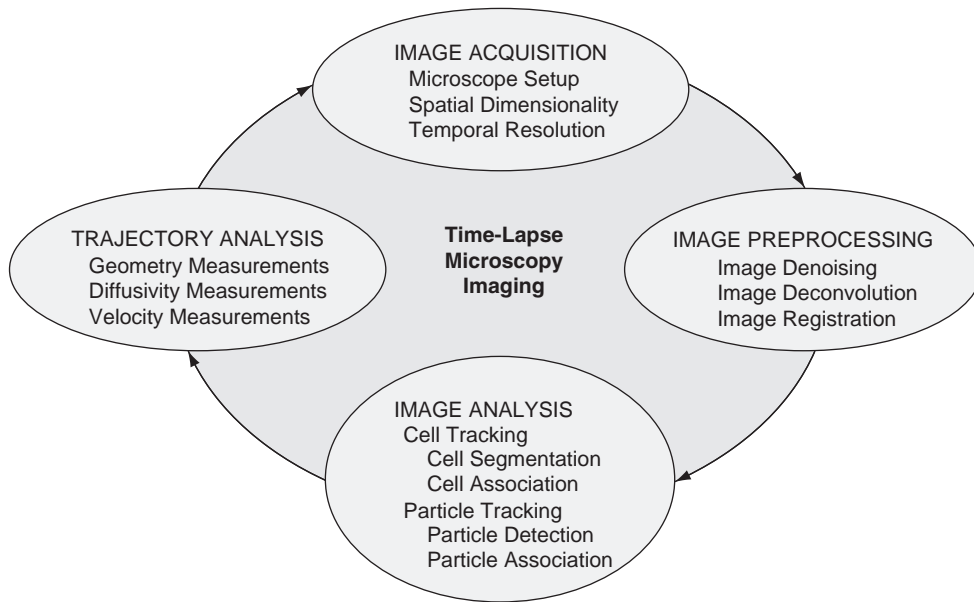 IMAGE ACQUISITION
Microscope Setup
Spatial Dimensionality
Temporal Resolution
TRAJECTORY ANALYSIS
Geometry Measurements
Diffusivity Measurements
Velocity Measurements
Time-Lapse
Microscopy
Imaging
IMAGE PREPROCESSING
Image Denoising
Image Deconvolution
Image Registration
IMAGE ANALYSIS
Cell Tracking
Cell Segmentation
Cell Association
Particle Tracking
Particle Detection
Particle Association